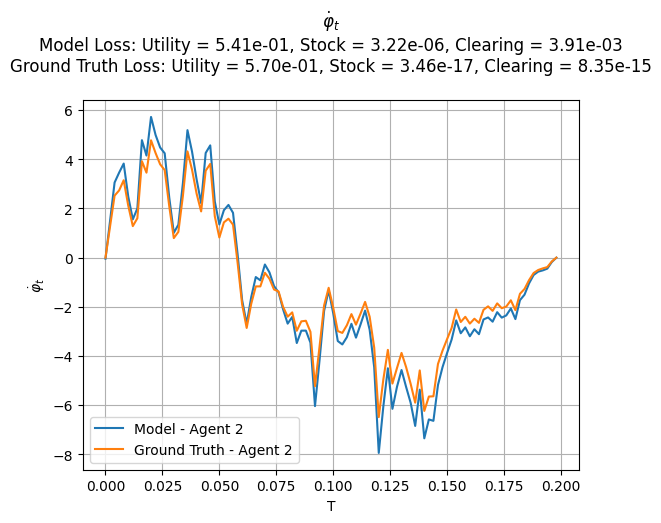 φ̇ₜ
Model Loss: Utility = 5.41e-01, Stock = 3.22e-06, Clearing = 3.91e-03
Ground Truth Loss: Utility = 5.70e-01, Stock = 3.46e-17, Clearing = 8.35e-15
6
4
2
0
−2
−4
−6
−8
φ̇ₜ
Model - Agent 2
Ground Truth - Agent 2
0.000 0.025 0.050 0.075 0.100 0.125 0.150 0.175 0.200
T